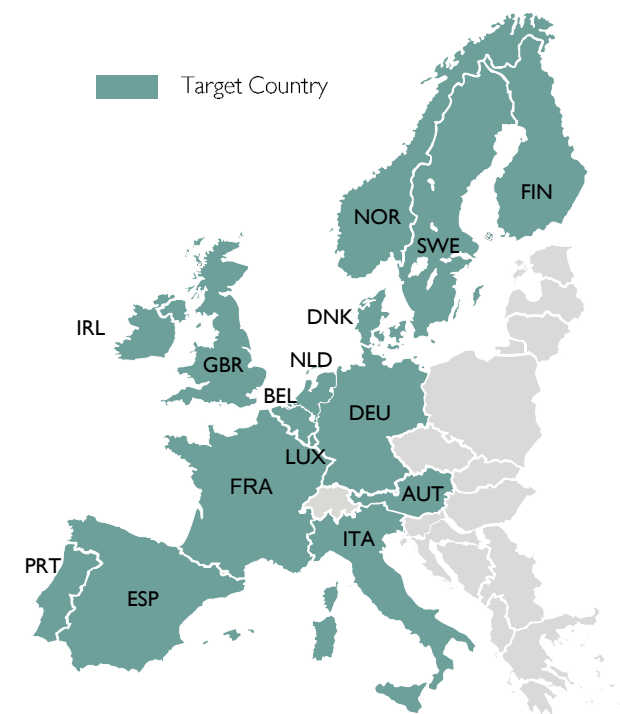 Target Country
FIN
NOR
SWE
DNK
IRL
NLD
GBR
BEL
DEU
LUX
FRA
AUT
ITA
PRT
ESP